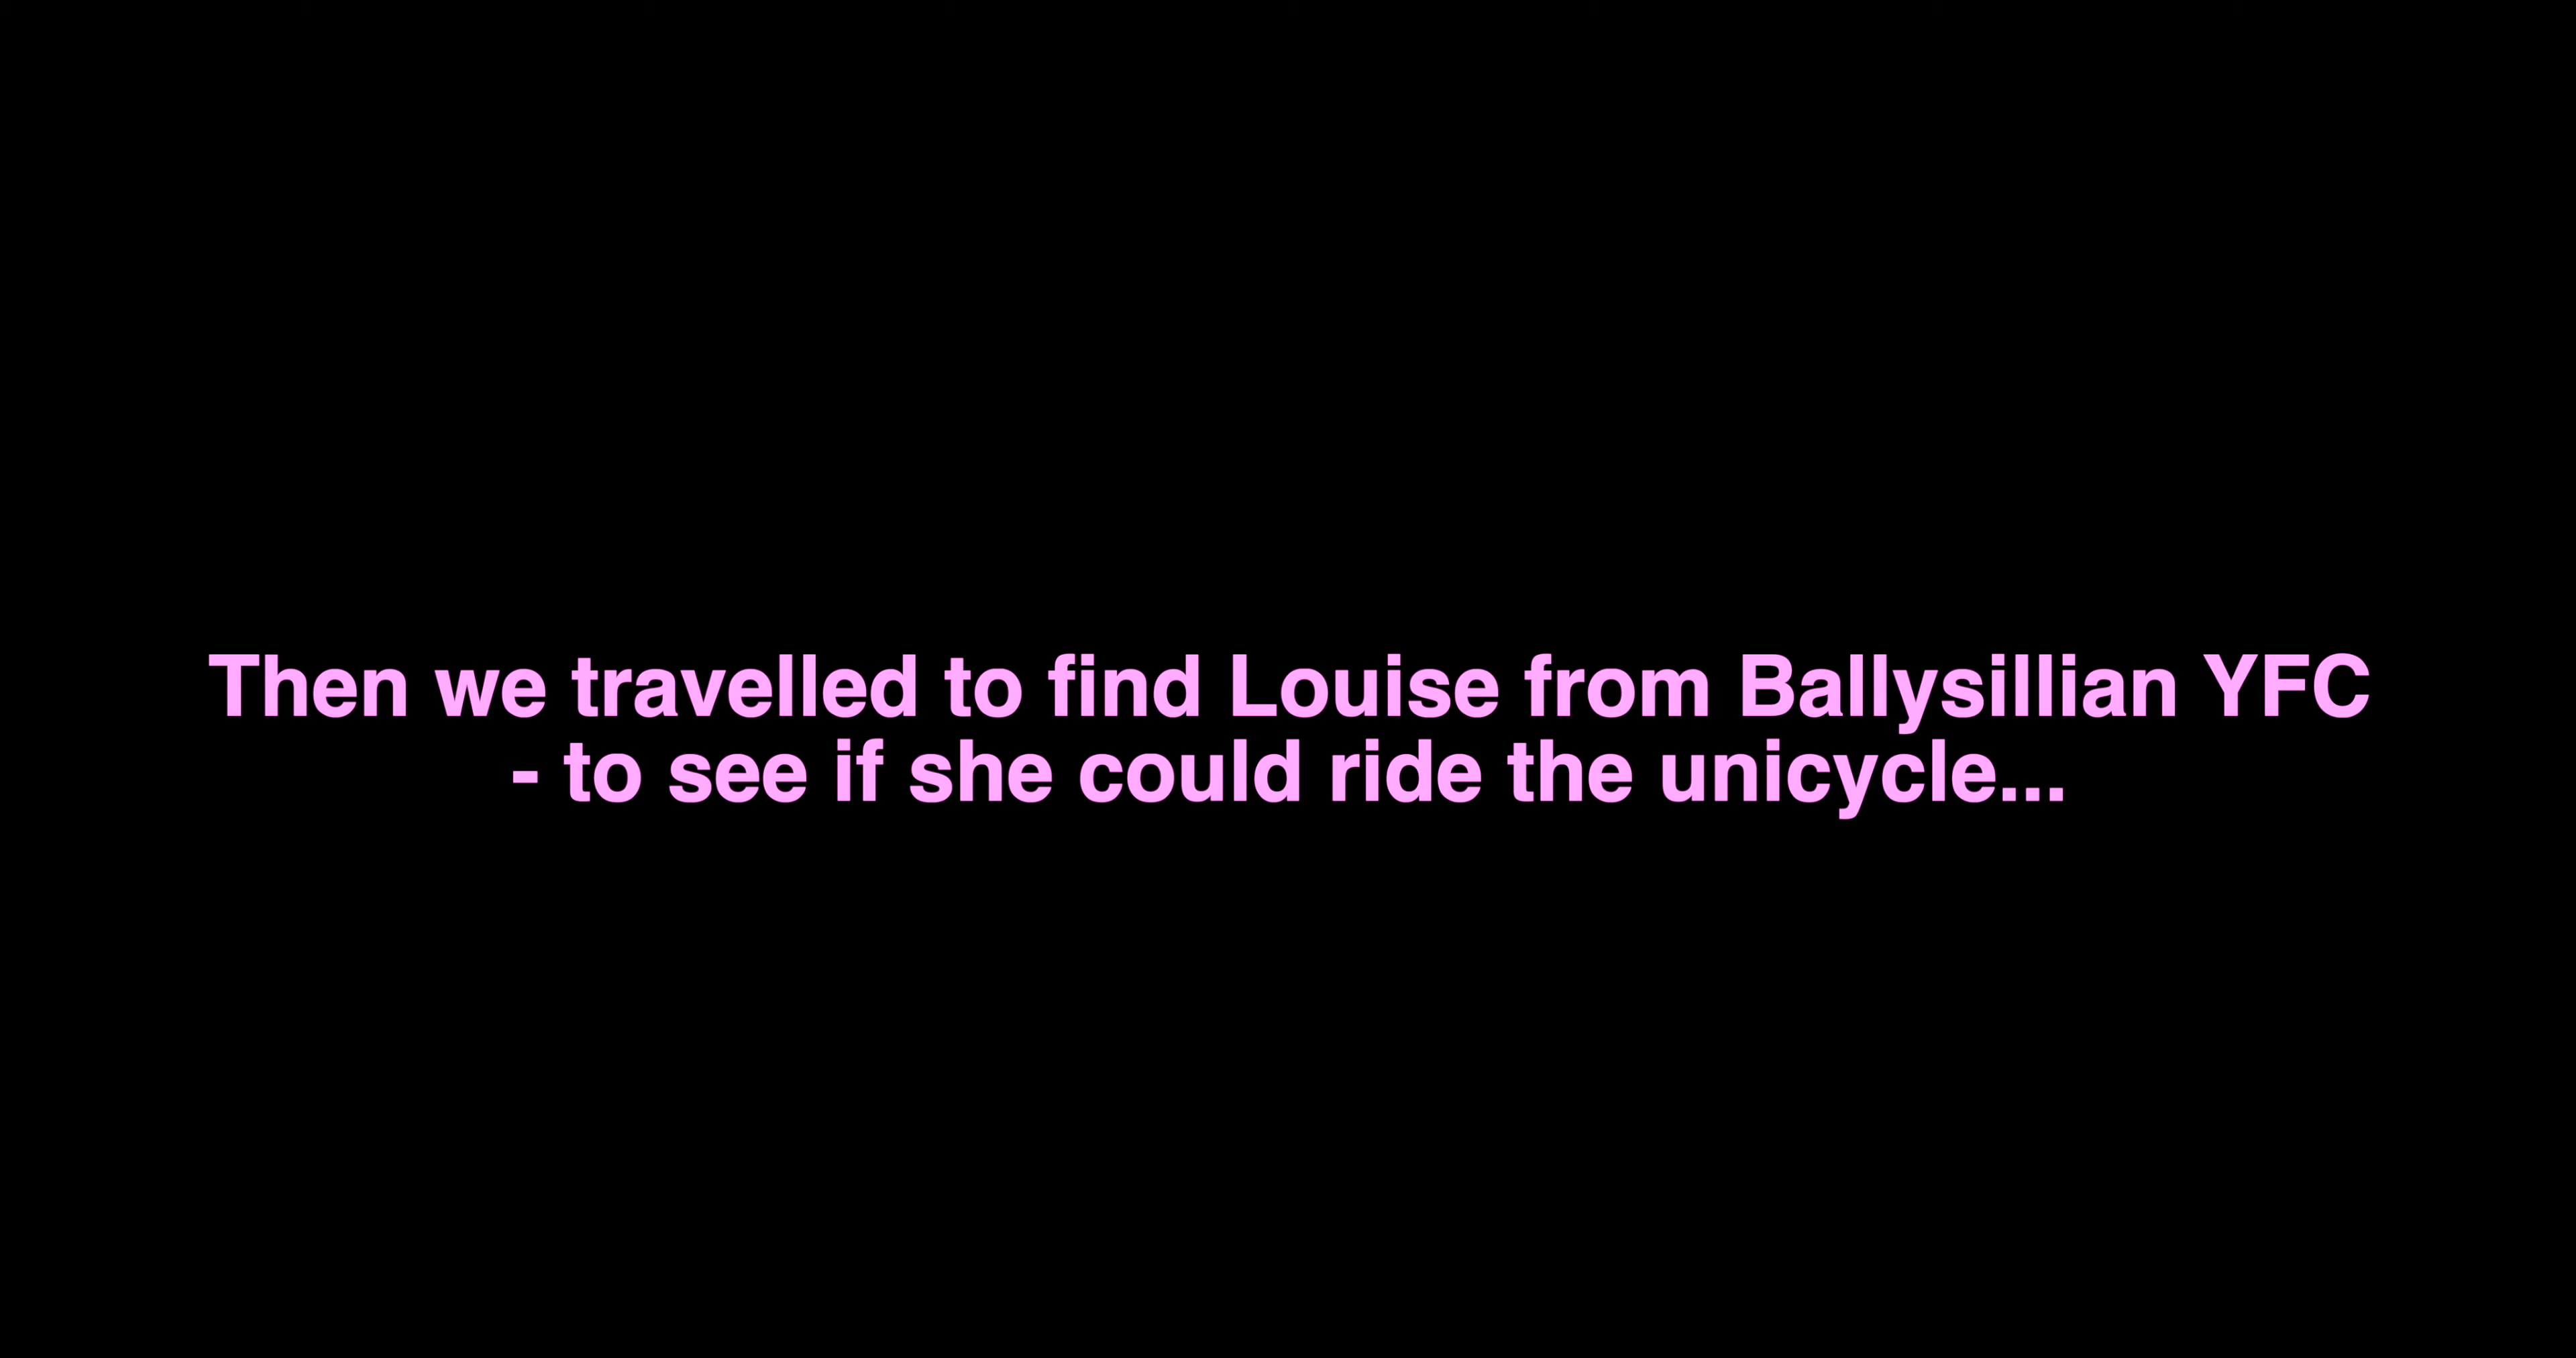 Then we travelled to find Louise from Ballysillian YFC
- to see if she could ride the unicycle...